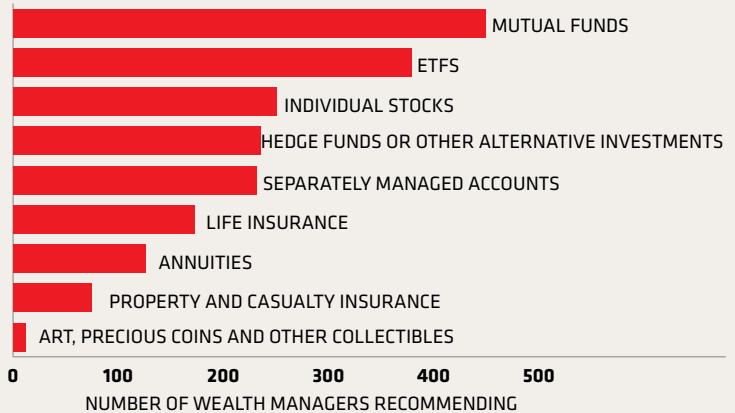 MUTUAL FUNDS
ETFS
INDIVIDUAL STOCKS
HEDGE FUNDS OR OTHER ALTERNATIVE INVESTMENTS
SEPARATELY MANAGED ACCOUNTS
LIFE INSURANCE
ANNUITIES
PROPERTY AND CASUALTY INSURANCE
ART, PRECIOUS COINS AND OTHER COLLECTIBLES
0 100 200 300 400 500
NUMBER OF WEALTH MANAGERS RECOMMENDING